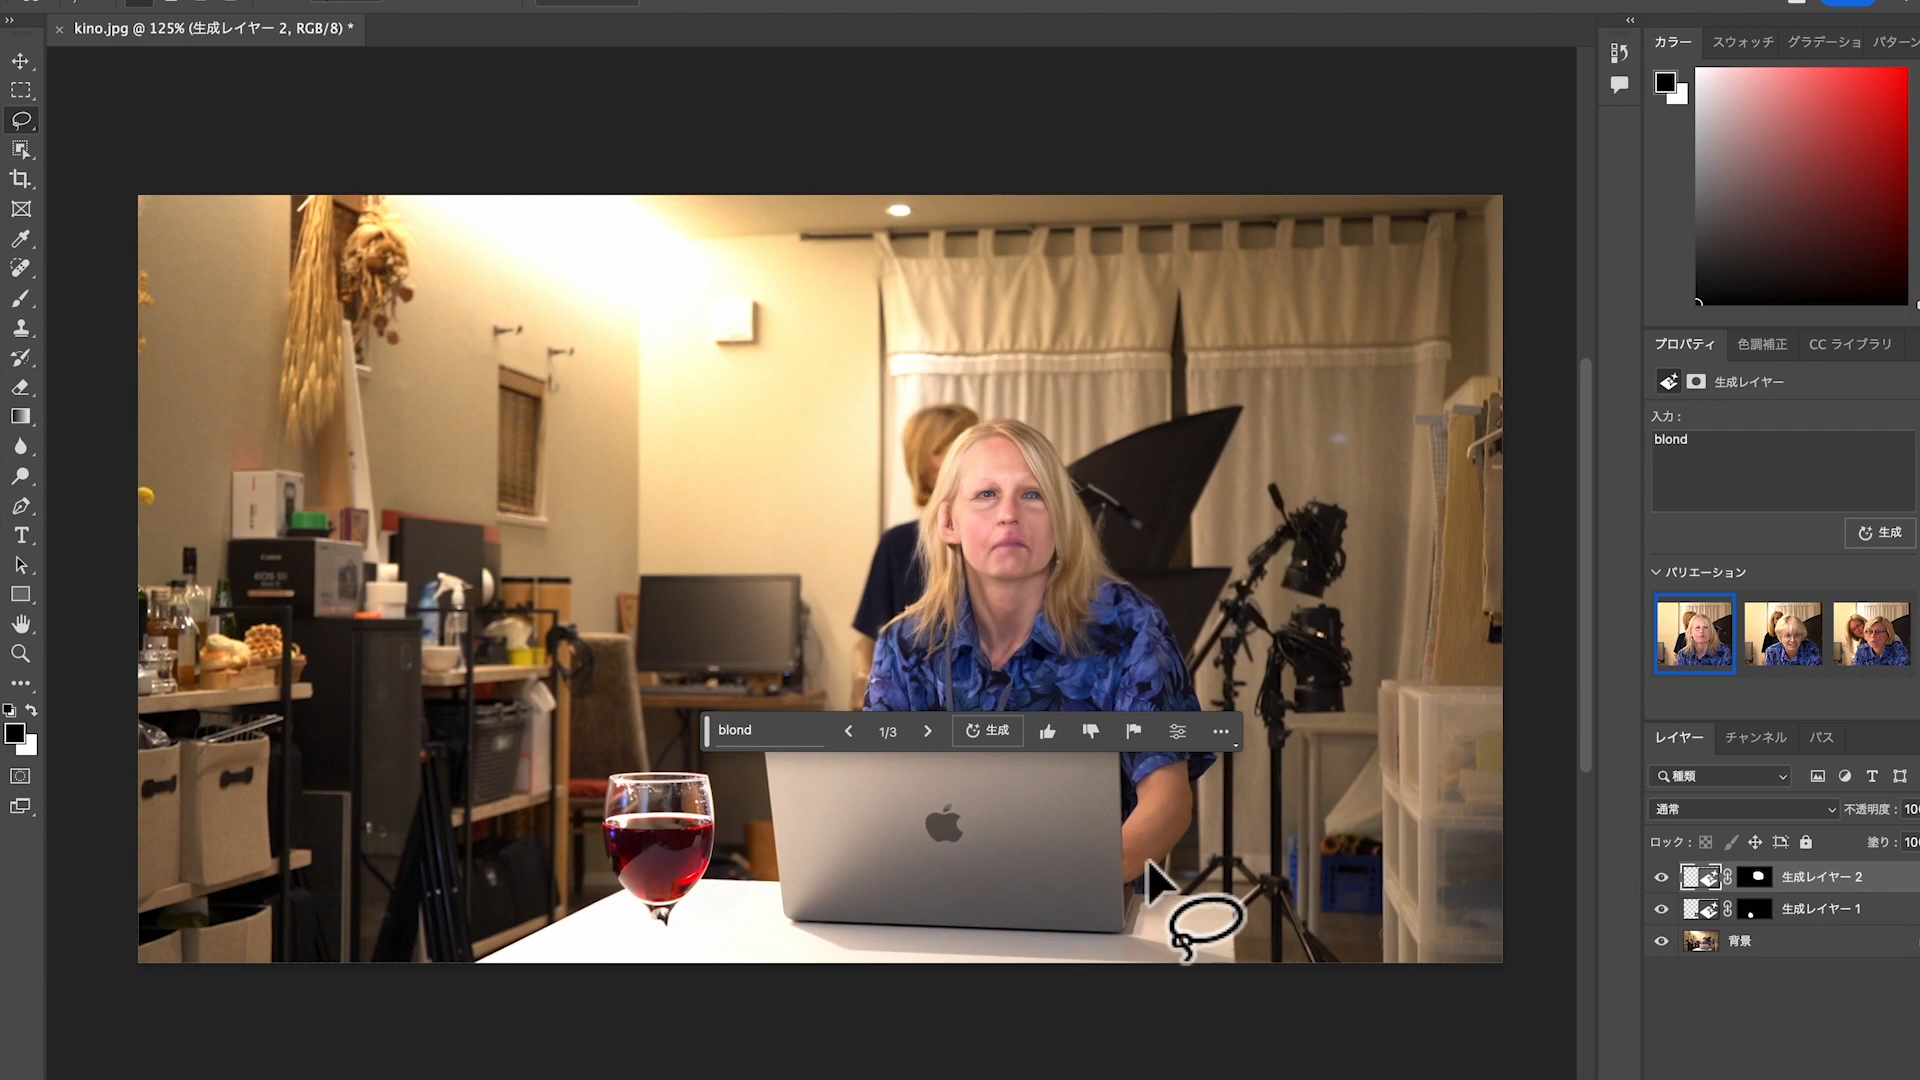 kino.jpg @ 125% (生成レイヤー 2, RGB/8) *
カラー
スウォッチ
グラデーショ
パターン
プロパティ
色調補正
CC ライブラリ
生成レイヤー
入力：
blond
生成
バリエーション
blond
1/3
生成
レイヤー
チャンネル
パス
種類
通常
不透明度：
100
ロック：
塗り：
100
生成レイヤー 2
生成レイヤー 1
背景
Canon
EOS 5D